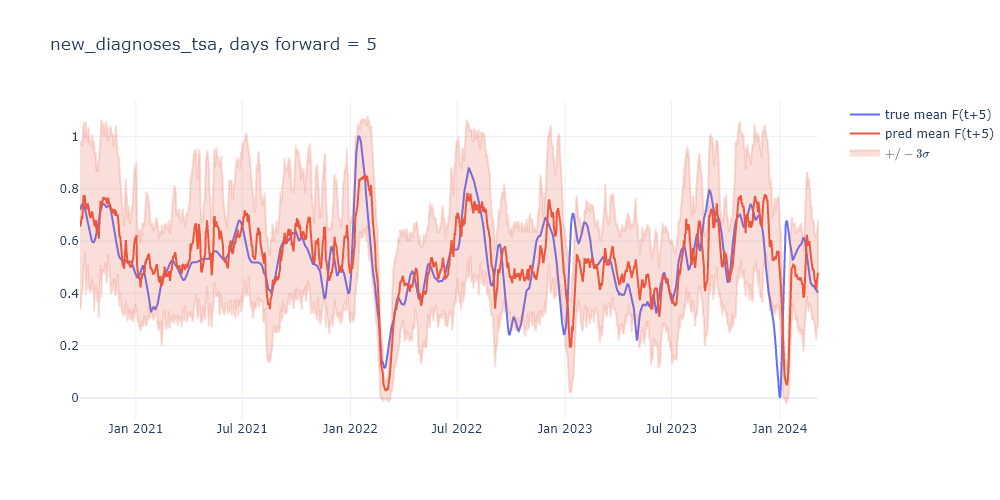 new_diagnoses_tsa, days forward = 5
true mean F(t+5)
pred mean F(t+5)
+/ − 3σ
1
0.8
0.6
0.4
0.2
0
Jan 2021
Jul 2021
Jan 2022
Jul 2022
Jan 2023
Jul 2023
Jan 2024